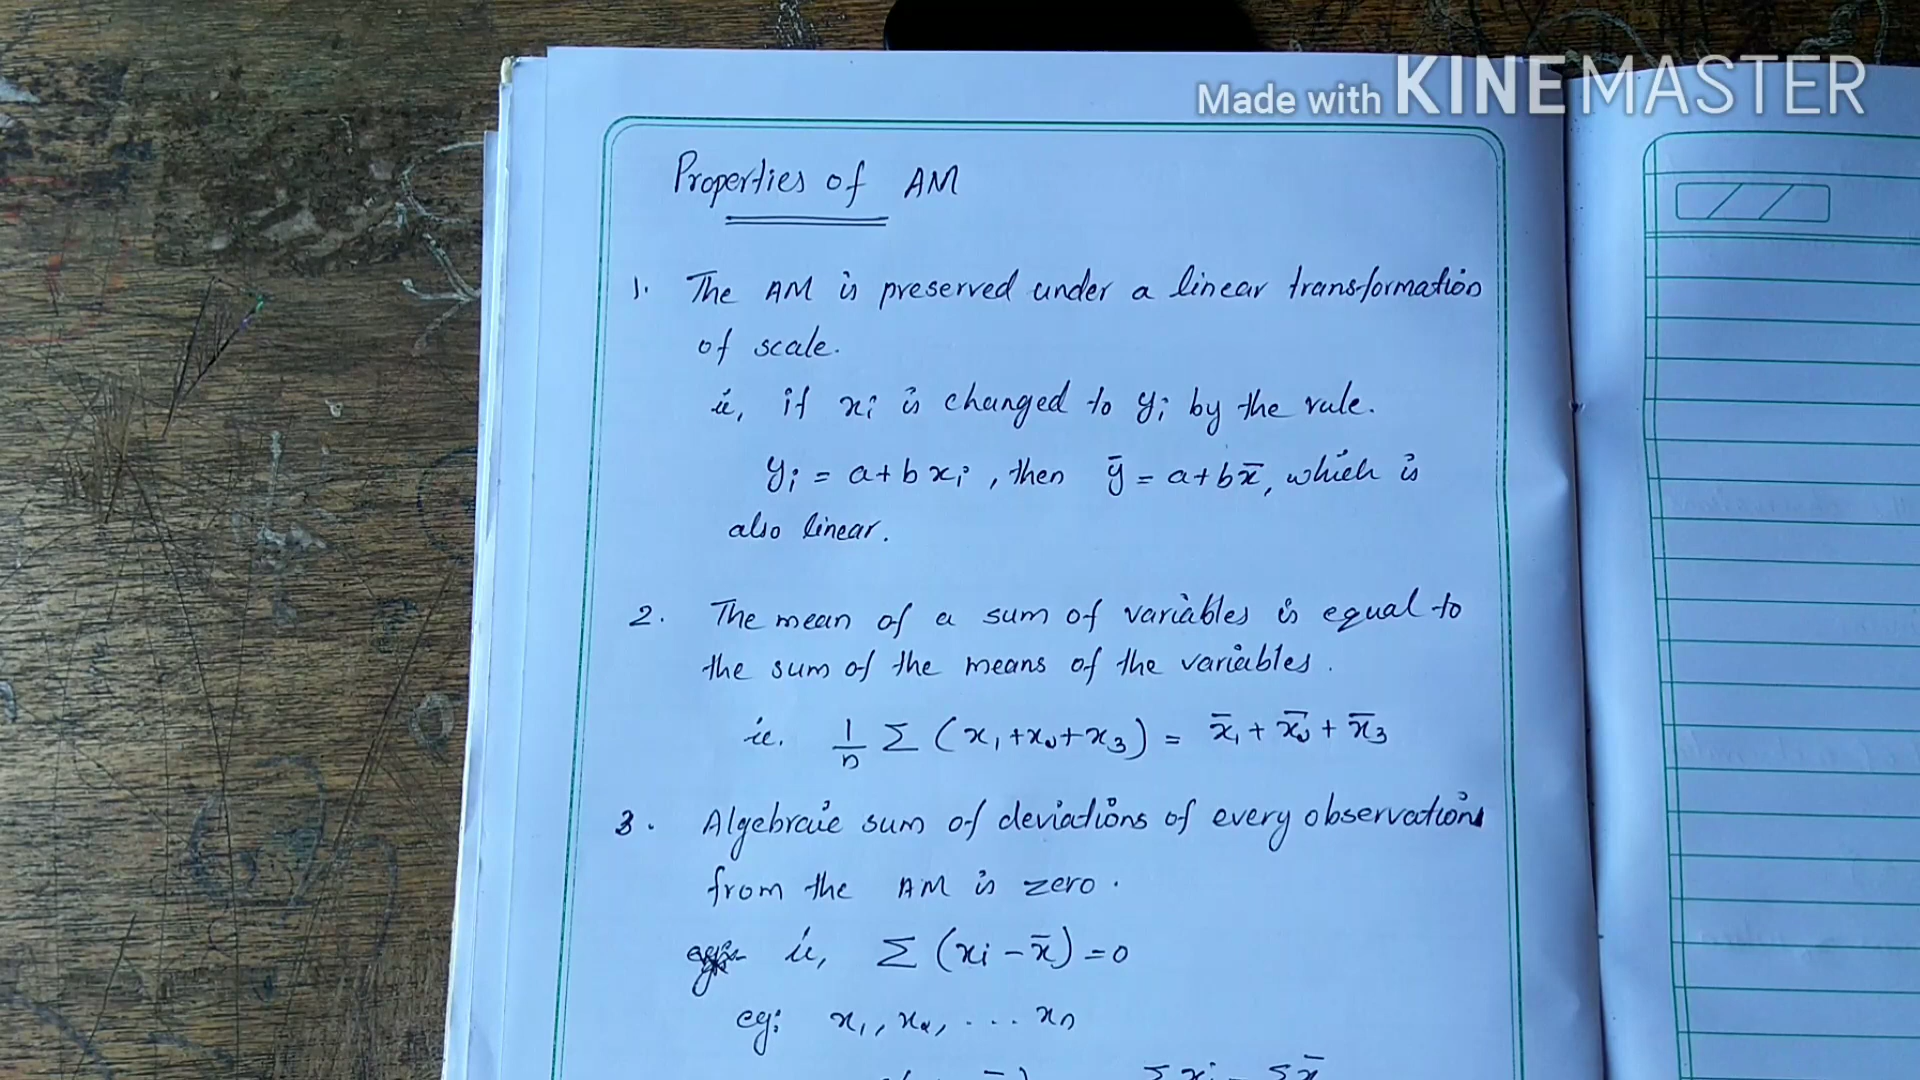 Made with KINEMASTER
Properties of AM
1. The AM is preserved under a linear transformation
of scale.
ie, if xi is changed to yi by the rule.
yi = a+bxi, then ȳ = a+bx̄, which is
also linear.
2. The mean of a sum of variables is equal to
the sum of the means of the variables.
ie. 1/n Σ (x₁+x₂+x₃) = x̄₁ + x̄₂ + x̄₃
3. Algebraic sum of deviations of every observations
from the AM is zero.
ie, Σ (xi - x̄) = 0
eg: x₁, x₂, ... xn
Σxi - Σx̄